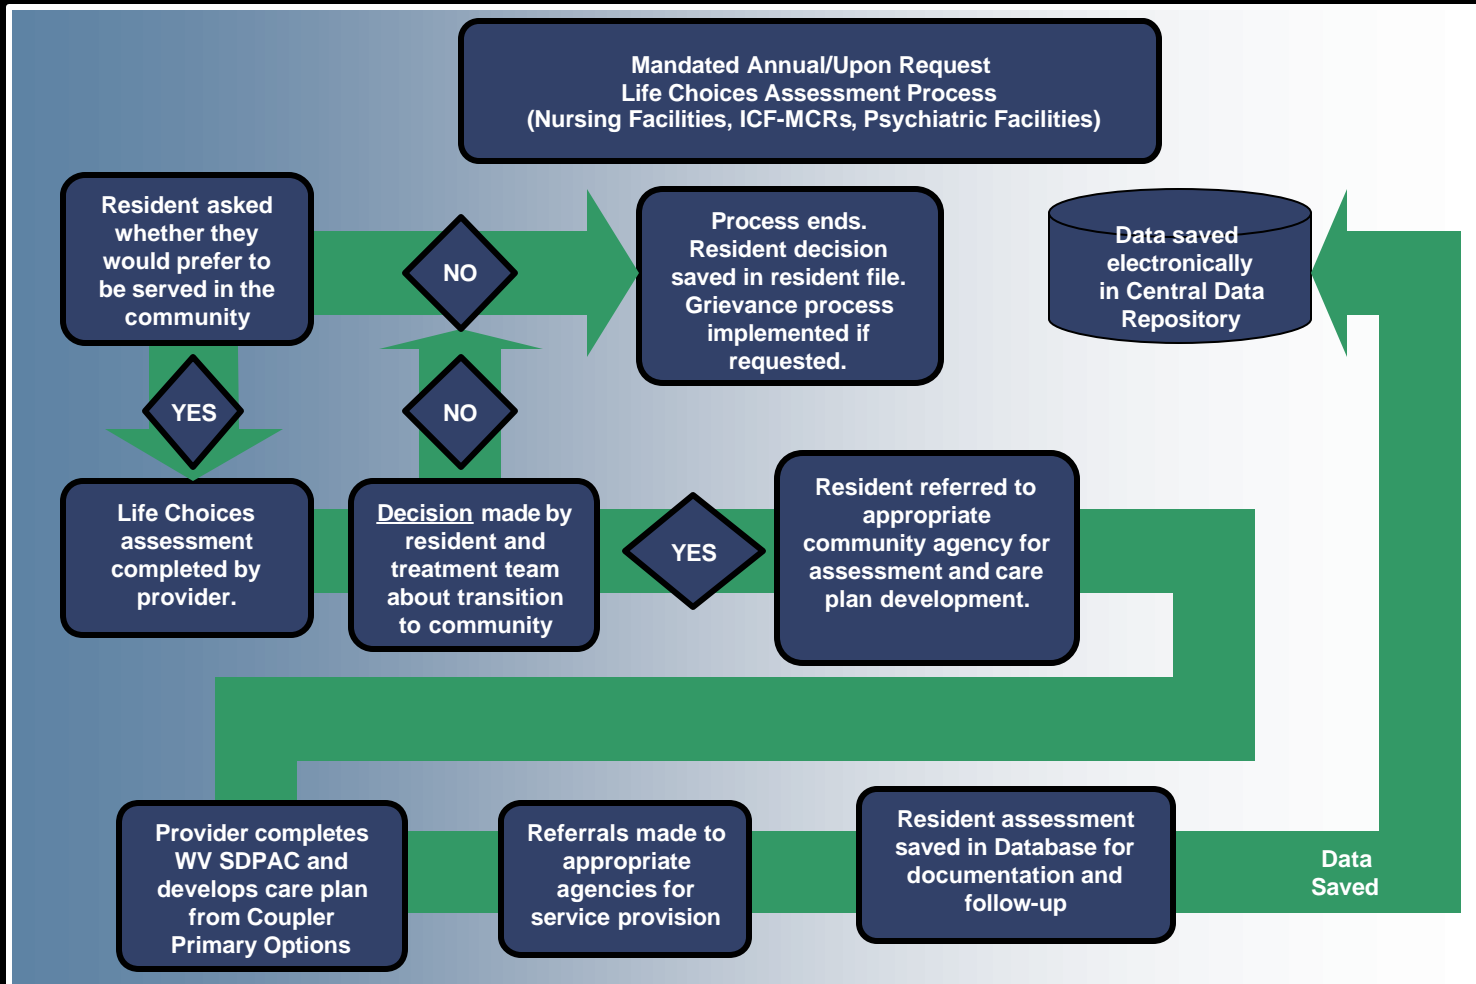 Mandated Annual/Upon Request
Life Choices Assessment Process
(Nursing Facilities, ICF-MCRs, Psychiatric Facilities)
Resident asked
whether they
would prefer to
be served in the
community
NO
Process ends.
Resident decision
saved in resident file.
Grievance process
implemented if
requested.
Data saved
electronically
in Central Data
Repository
YES
NO
Life Choices
assessment
completed by
provider.
Decision made by
resident and
treatment team
about transition
to community
YES
Resident referred to
appropriate
community agency for
assessment and care
plan development.
Provider completes
WV SDPAC and
develops care plan
from Coupler
Primary Options
Referrals made to
appropriate
agencies for
service provision
Resident assessment
saved in Database for
documentation and
follow-up
Data
Saved